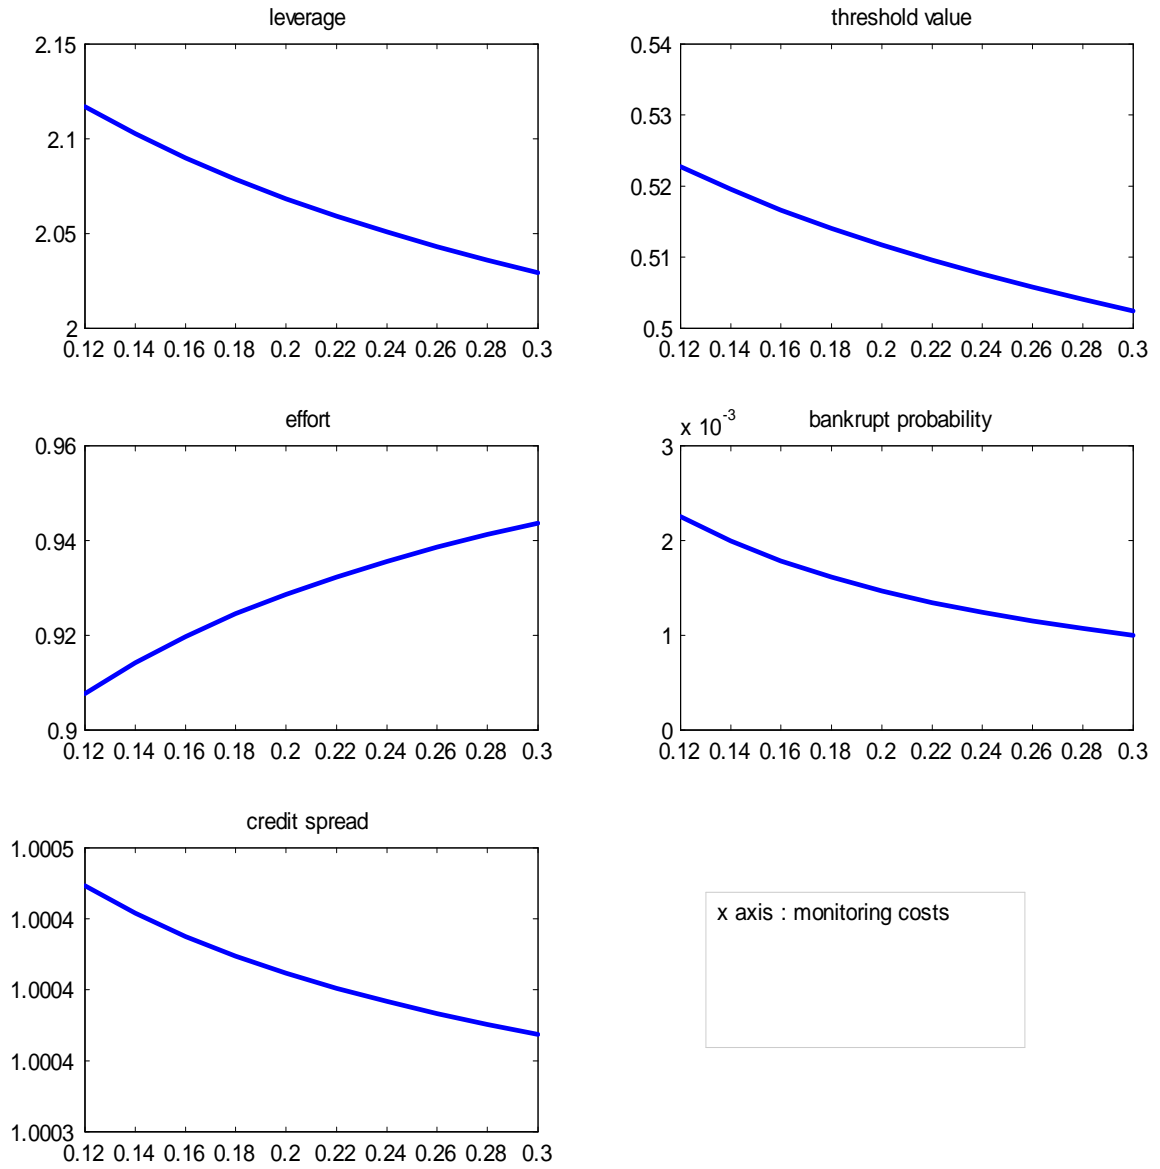 leverage
2.15
2.1
2.05
2
0.12 0.14 0.16 0.18 0.2 0.22 0.24 0.26 0.28 0.3
threshold value
0.54
0.53
0.52
0.51
0.5
0.12 0.14 0.16 0.18 0.2 0.22 0.24 0.26 0.28 0.3
effort
0.96
0.94
0.92
0.9
0.12 0.14 0.16 0.18 0.2 0.22 0.24 0.26 0.28 0.3
bankrupt probability
x 10^-3
3
2
1
0
0.12 0.14 0.16 0.18 0.2 0.22 0.24 0.26 0.28 0.3
credit spread
1.0005
1.0004
1.0004
1.0004
1.0003
0.12 0.14 0.16 0.18 0.2 0.22 0.24 0.26 0.28 0.3
x axis : monitoring costs